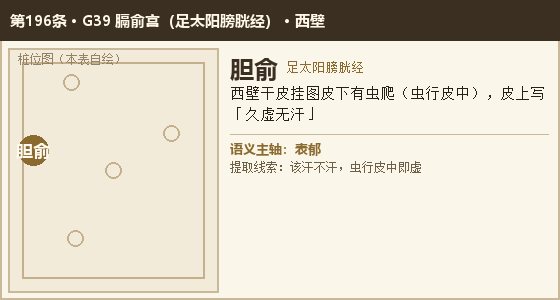 第196条·G39 膈俞宫（足太阳膀胱经）·西壁
桩位图（本表自绘）
胆俞
胆俞 足太阳膀胱经
西壁干皮挂图皮下有虫爬（虫行皮中），皮上写
「久虚无汗」
语义主轴：表郁
提取线索：该汗不汗，虫行皮中即虚